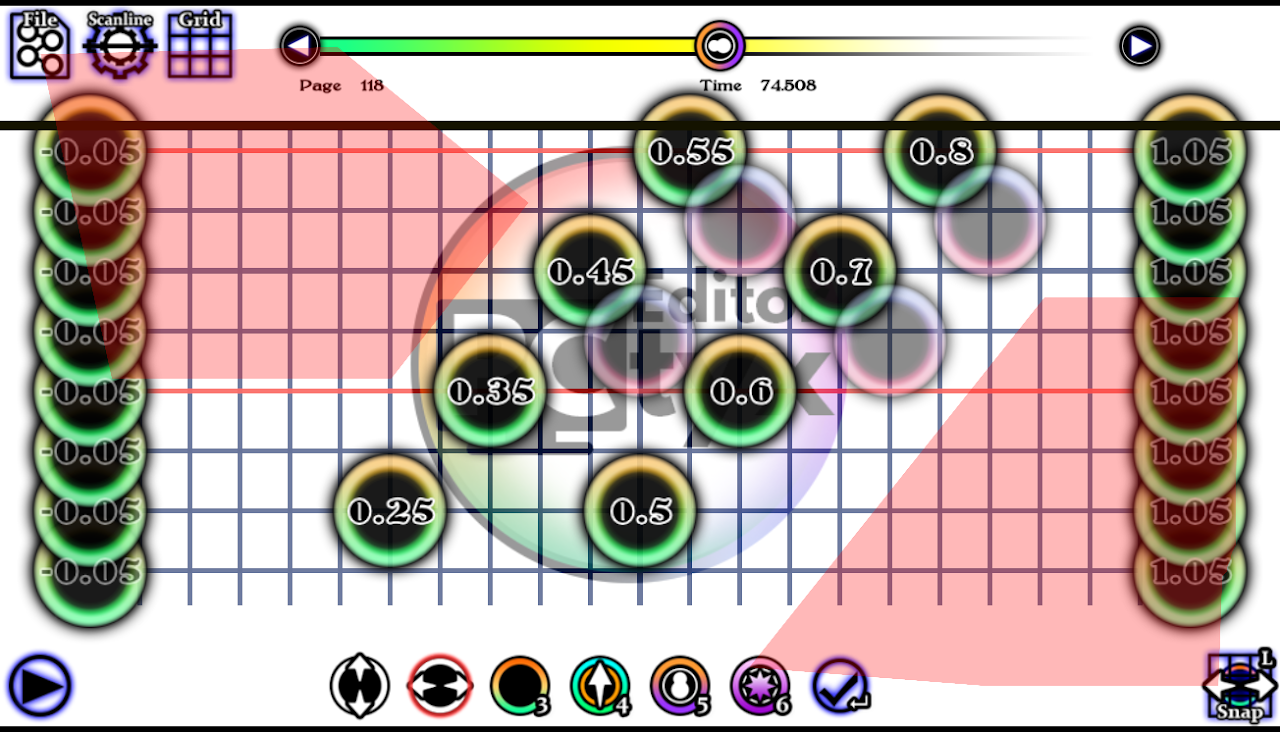 File Scanline Grid
Page 118 Time 74.508
-0.05 0.55 0.8 1.05
-0.05 1.05
-0.05 0.45 0.7 1.05
Edito
-0.05 1.05
-0.05 0.35 0.6 1.05
-0.05 1.05
-0.05 0.25 0.5 1.05
-0.05 1.05
L
3 4 5 6
Snap